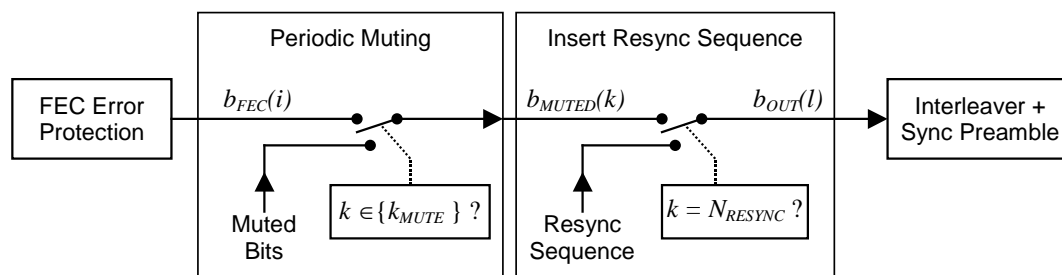 Periodic Muting
Insert Resync Sequence
FEC Error
Protection
b_FEC(i)
b_MUTED(k)
b_OUT(l)
Interleaver +
Sync Preamble
Muted
Bits
k ∈{k_MUTE } ?
Resync
Sequence
k = N_RESYNC ?